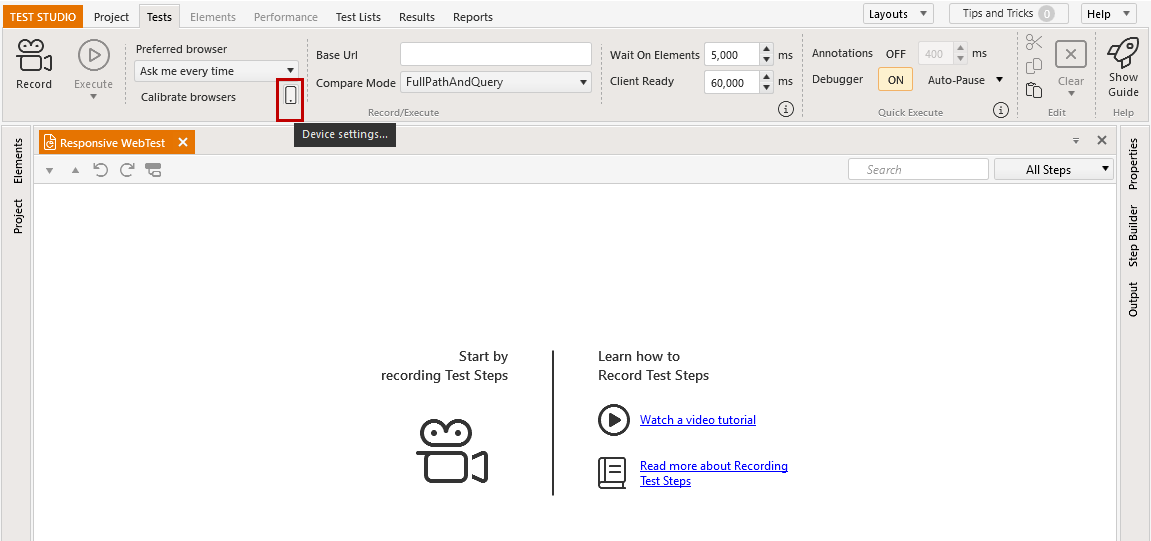 TEST STUDIO Project Tests Elements Performance Test Lists Results Reports Layouts Tips and Tricks 0 Help
Preferred browser
Ask me every time
Calibrate browsers
Record
Execute
Base Url
Compare Mode FullPathAndQuery
Wait On Elements 5,000 ms
Client Ready 60,000 ms
Record/Execute
Annotations OFF 400 ms
Debugger ON Auto-Pause
Quick Execute
Clear
Edit
Show
Guide
Help
Device settings...
Responsive WebTest
Search
All Steps
Elements
Project
Properties
Step Builder
Output
Start by
recording Test Steps
Learn how to
Record Test Steps
Watch a video tutorial
Read more about Recording
Test Steps